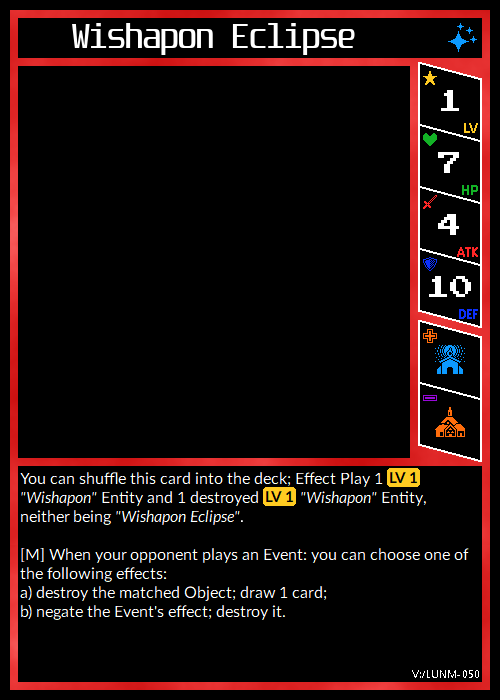 Wishapon Eclipse
1
LV
7
HP
4
ATK
10
DEF
You can shuffle this card into the deck; Effect Play 1 LV 1
"Wishapon" Entity and 1 destroyed LV 1 "Wishapon" Entity,
neither being "Wishapon Eclipse".
[M] When your opponent plays an Event: you can choose one of
the following effects:
a) destroy the matched Object; draw 1 card;
b) negate the Event's effect; destroy it.
V:/LUNM-050